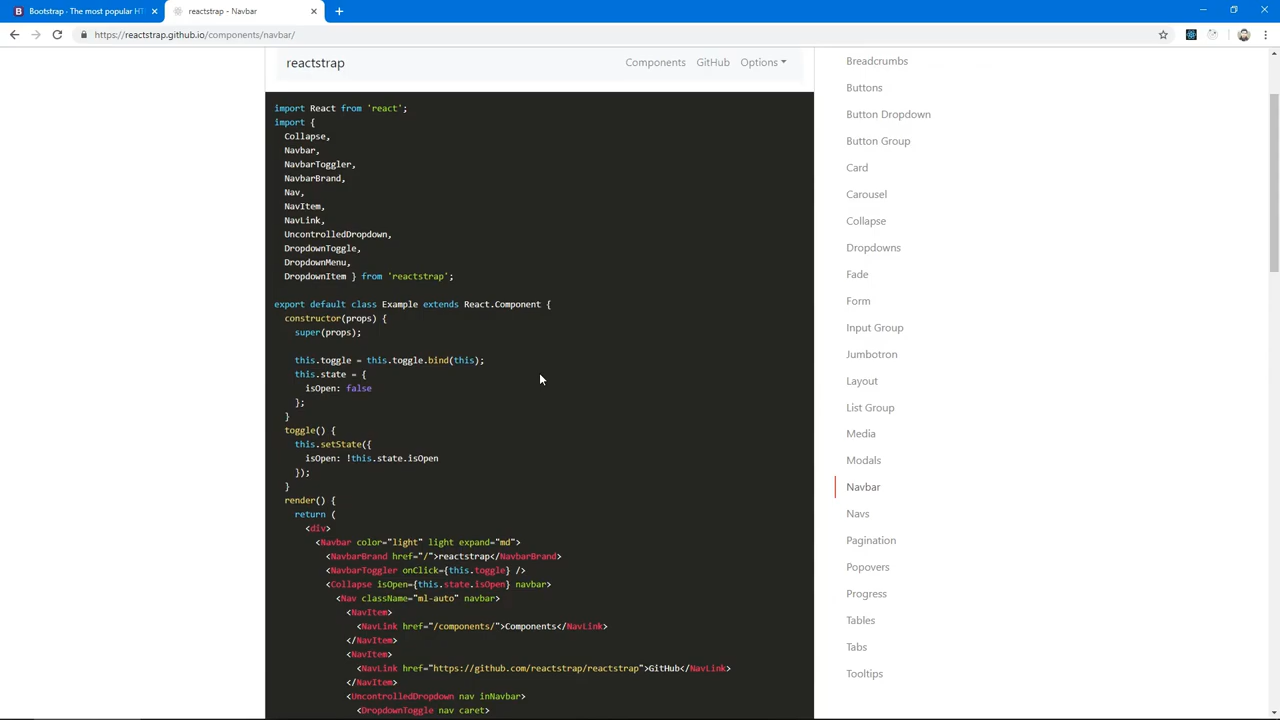 Bootstrap - The most popular HT
reactstrap - Navbar
https://reactstrap.github.io/components/navbar/
reactstrap
Components
GitHub
Options
import React from 'react';
import {
Collapse,
Navbar,
NavbarToggler,
NavbarBrand,
Nav,
NavItem,
NavLink,
UncontrolledDropdown,
DropdownToggle,
DropdownMenu,
DropdownItem } from 'reactstrap';
export default class Example extends React.Component {
constructor(props) {
super(props);
this.toggle = this.toggle.bind(this);
this.state = {
isOpen: false
};
}
toggle() {
this.setState({
isOpen: !this.state.isOpen
});
}
render() {
return (
<div>
<Navbar color="light" light expand="md">
<NavbarBrand href="/">reactstrap</NavbarBrand>
<NavbarToggler onClick={this.toggle} />
<Collapse isOpen={this.state.isOpen} navbar>
<Nav className="ml-auto" navbar>
<NavItem>
<NavLink href="/components/">Components</NavLink>
</NavItem>
<NavItem>
<NavLink href="https://github.com/reactstrap/reactstrap">GitHub</NavLink>
</NavItem>
<UncontrolledDropdown nav inNavbar>
<DropdownToggle nav caret>
Breadcrumbs
Buttons
Button Dropdown
Button Group
Card
Carousel
Collapse
Dropdowns
Fade
Form
Input Group
Jumbotron
Layout
List Group
Media
Modals
Navbar
Navs
Pagination
Popovers
Progress
Tables
Tabs
Tooltips